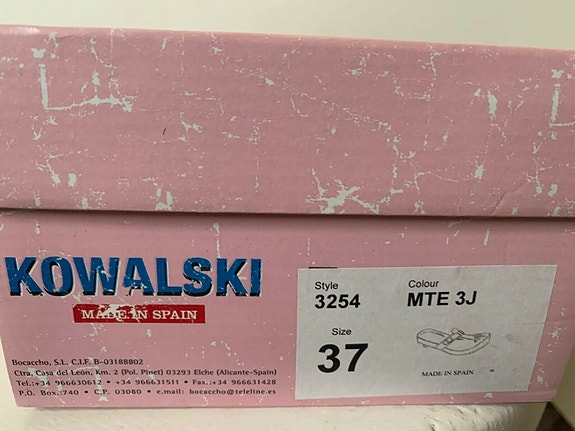 KOWALSKI
MADE IN SPAIN
Bocaccho, S.L. C.I.F. B-03188802
Ctra. Casa del León, Km. 2 (Pol. Pinet) 03293 Elche (Alicante-Spain)
Tel.:+34 966630612 • +34 966631511 • Fax.:+34 966631428
P.O. Box.:740 • C.P. 03080 • e.mail: bocaccho@teleline.es
Style Colour
3254 MTE 3J
Size
37
MADE IN SPAIN